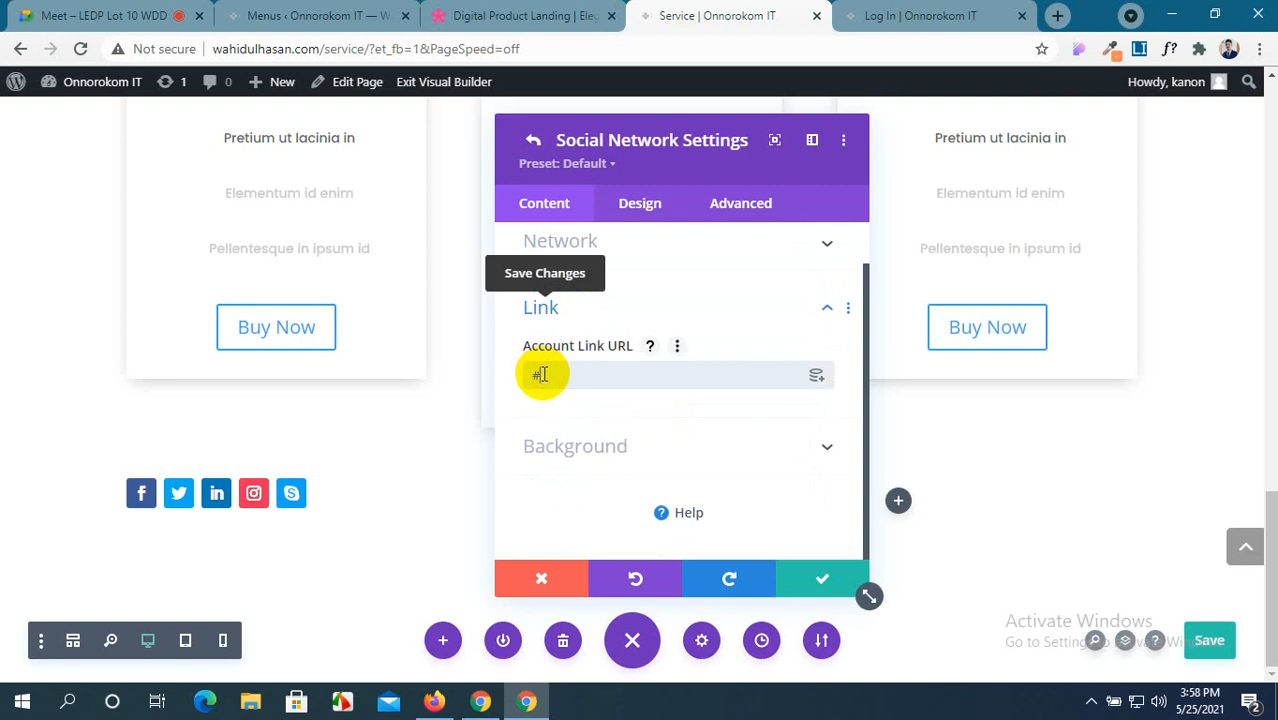 LEDP Lot 10 WDD
Menus ‹ Onnorokom IT — W
Digital Product Landing | Eleg
Service | Onnorokom IT
Log In | Onnorokom IT
Not secure
wahidulhasan.com/service/?et_fb=1&PageSpeed=off
Onnorokom IT
1
0
New
Edit Page
Exit Visual Builder
Howdy, kanon
Pretium ut lacinia in
Elementum id enim
Pellentesque in ipsum id
Buy Now
Social Network Settings
Preset: Default
Content
Design
Advanced
Network
Save Changes
Link
Account Link URL
#
Background
Help
Pretium ut lacinia in
Elementum id enim
Pellentesque in ipsum id
Buy Now
Activate Windows
Go to Setting
Save
3:58 PM
5/25/2021
2